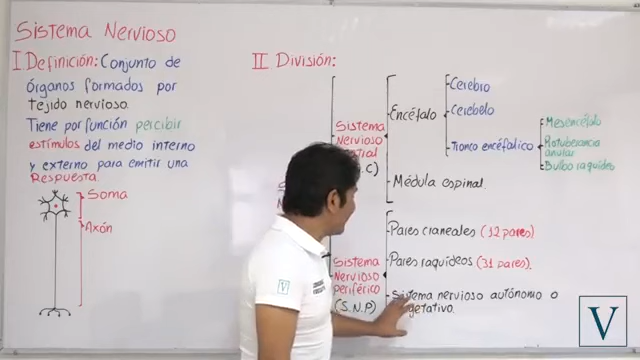 Sistema Nervioso
I Definición: Conjunto de
órganos formados por
tejido nervioso.
Tiene por función percibir
estímulos del medio interno
y externo para emitir una
Respuesta.
Soma
Axón
II División:
Sistema
Nervioso
C)
Encéfalo
Cerebro
Cerebelo
Tronco encéfalico
Mesencéfalo
Protuberancia
anular
Bulbo raquídeo
Médula espinal.
Sistema
Nervioso
periférico
(S.N.P)
Pares craneales (12 pares)
Pares raquídeos (31 pares).
Sistema nervioso autónomo o
V